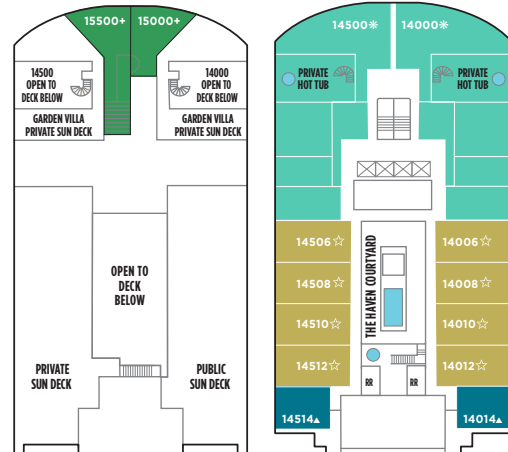 15500+ 15000+
14500
OPEN TO
DECK BELOW
14000
OPEN TO
DECK BELOW
GARDEN VILLA
PRIVATE SUN DECK
GARDEN VILLA
PRIVATE SUN DECK
OPEN TO
DECK
BELOW
PRIVATE
SUN DECK
PUBLIC
SUN DECK
14500✻ 14000✻
PRIVATE
HOT TUB
PRIVATE
HOT TUB
THE HAVEN COURTYARD
14506☆
14006☆
14508☆
14008☆
14510☆
14010☆
14512☆
14012☆
RR
RR
14514▲
14014▲